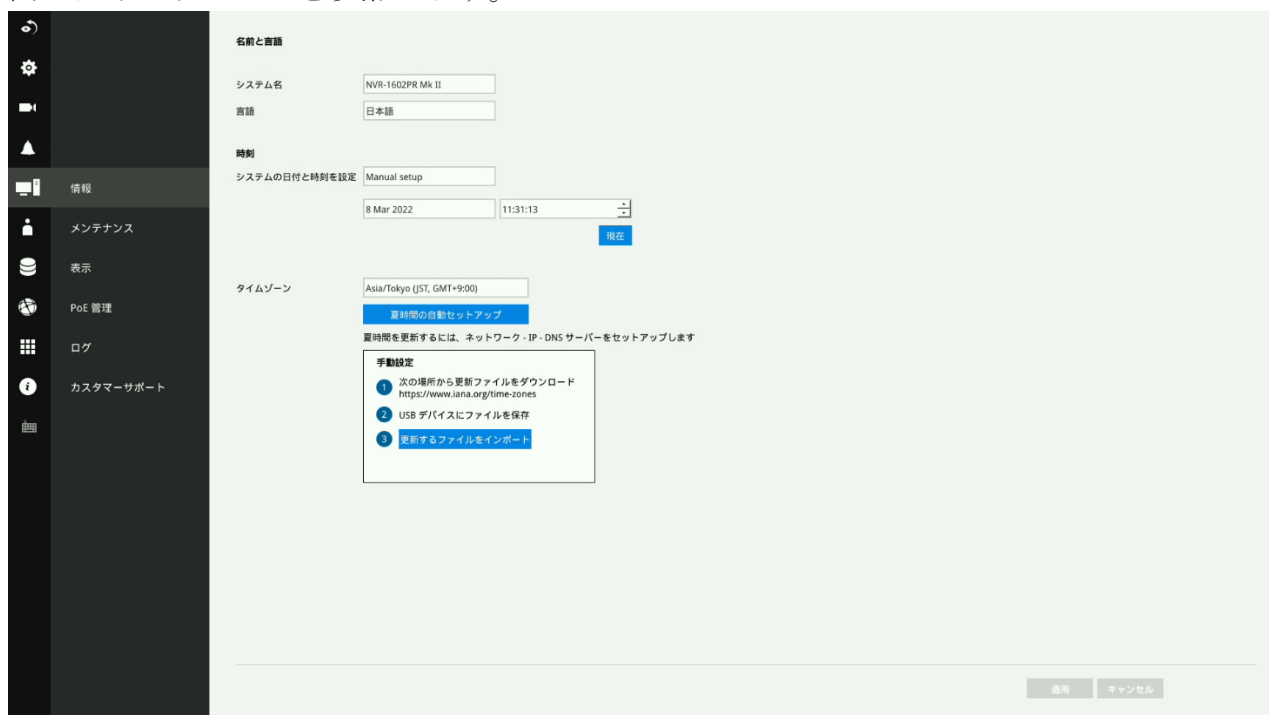 名前と言語
システム名 NVR-1602PR Mk II
言語 日本語
時刻
システムの日付と時刻を設定 Manual setup
情報
8 Mar 2022 11:31:13
メンテナンス
現在
表示
タイムゾーン Asia/Tokyo (JST, GMT+9:00)
PoE 管理
夏時間の自動セットアップ
夏時間を更新するには、ネットワーク - IP - DNS サーバーをセットアップします
ログ
手動設定
カスタマーサポート
1 次の場所から更新ファイルをダウンロード
https://www.iana.org/time-zones
2 USB デバイスにファイルを保存
3 更新するファイルをインポート
適用 キャンセル